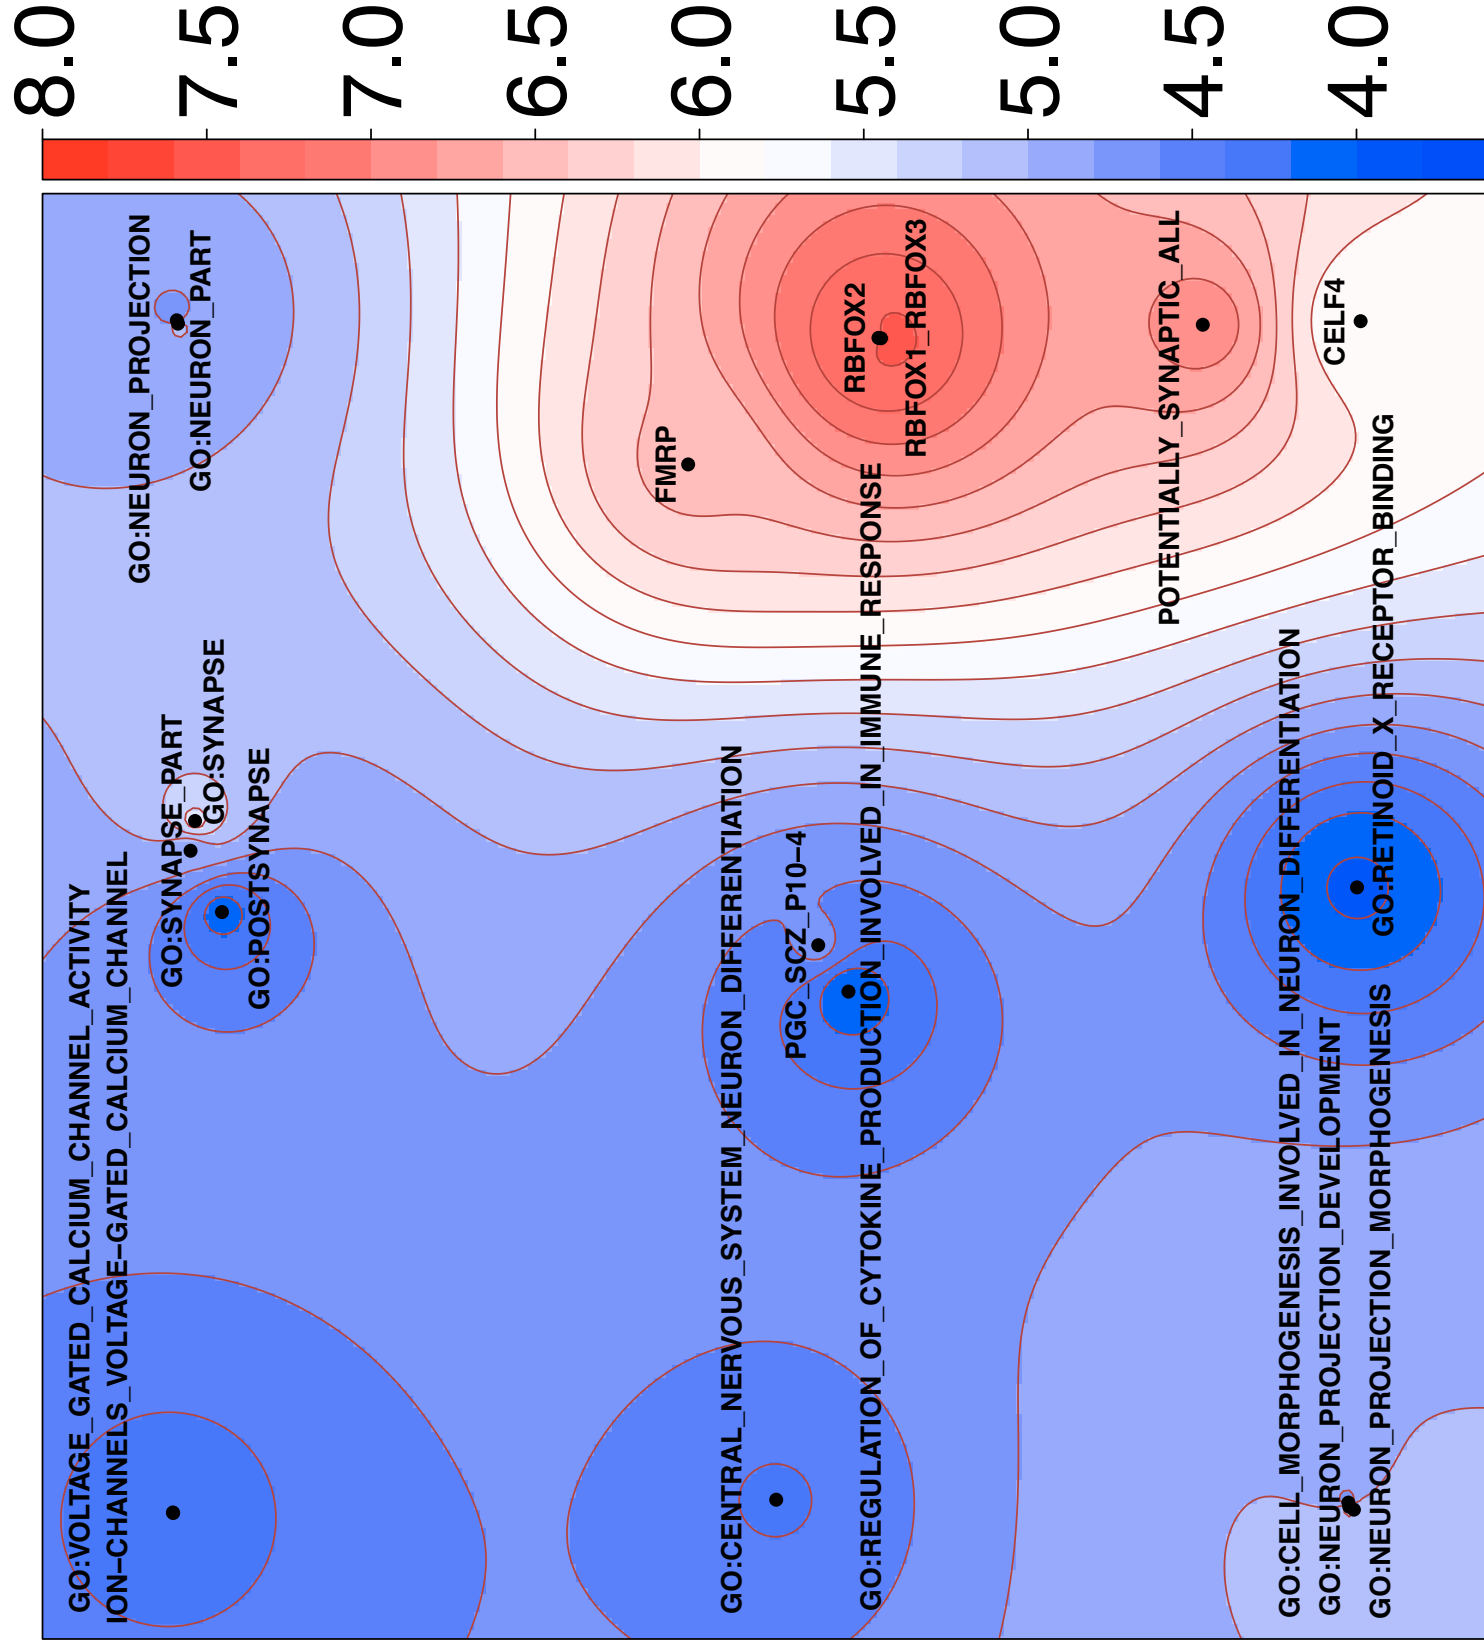 8.0
7.5
7.0
6.5
6.0
5.5
5.0
4.5
4.0
GO:VOLTAGE_GATED_CALCIUM_CHANNEL_ACTIVITY
ION−CHANNELS_VOLTAGE−GATED_CALCIUM_CHANNEL
GO:NEURON_PROJECTION
GO:SYNAPSE_PART
GO:NEURON_PART
GO:SYNAPSE
GO:POSTSYNAPSE
FMRP
GO:CENTRAL_NERVOUS_SYSTEM_NEURON_DIFFERENTIATION
PGC_SCZ_P10−4
RBFOX2
GO:REGULATION_OF_CYTOKINE_PRODUCTION_INVOLVED_IN_IMMUNE_RESPONSE
RBFOX1_RBFOX3
POTENTIALLY_SYNAPTIC_ALL
GO:CELL_MORPHOGENESIS_INVOLVED_IN_NEURON_DIFFERENTIATION
GO:NEURON_PROJECTION_DEVELOPMENT
CELF4
GO:NEURON_PROJECTION_MORPHOGENESIS
GO:RETINOID_X_RECEPTOR_BINDING